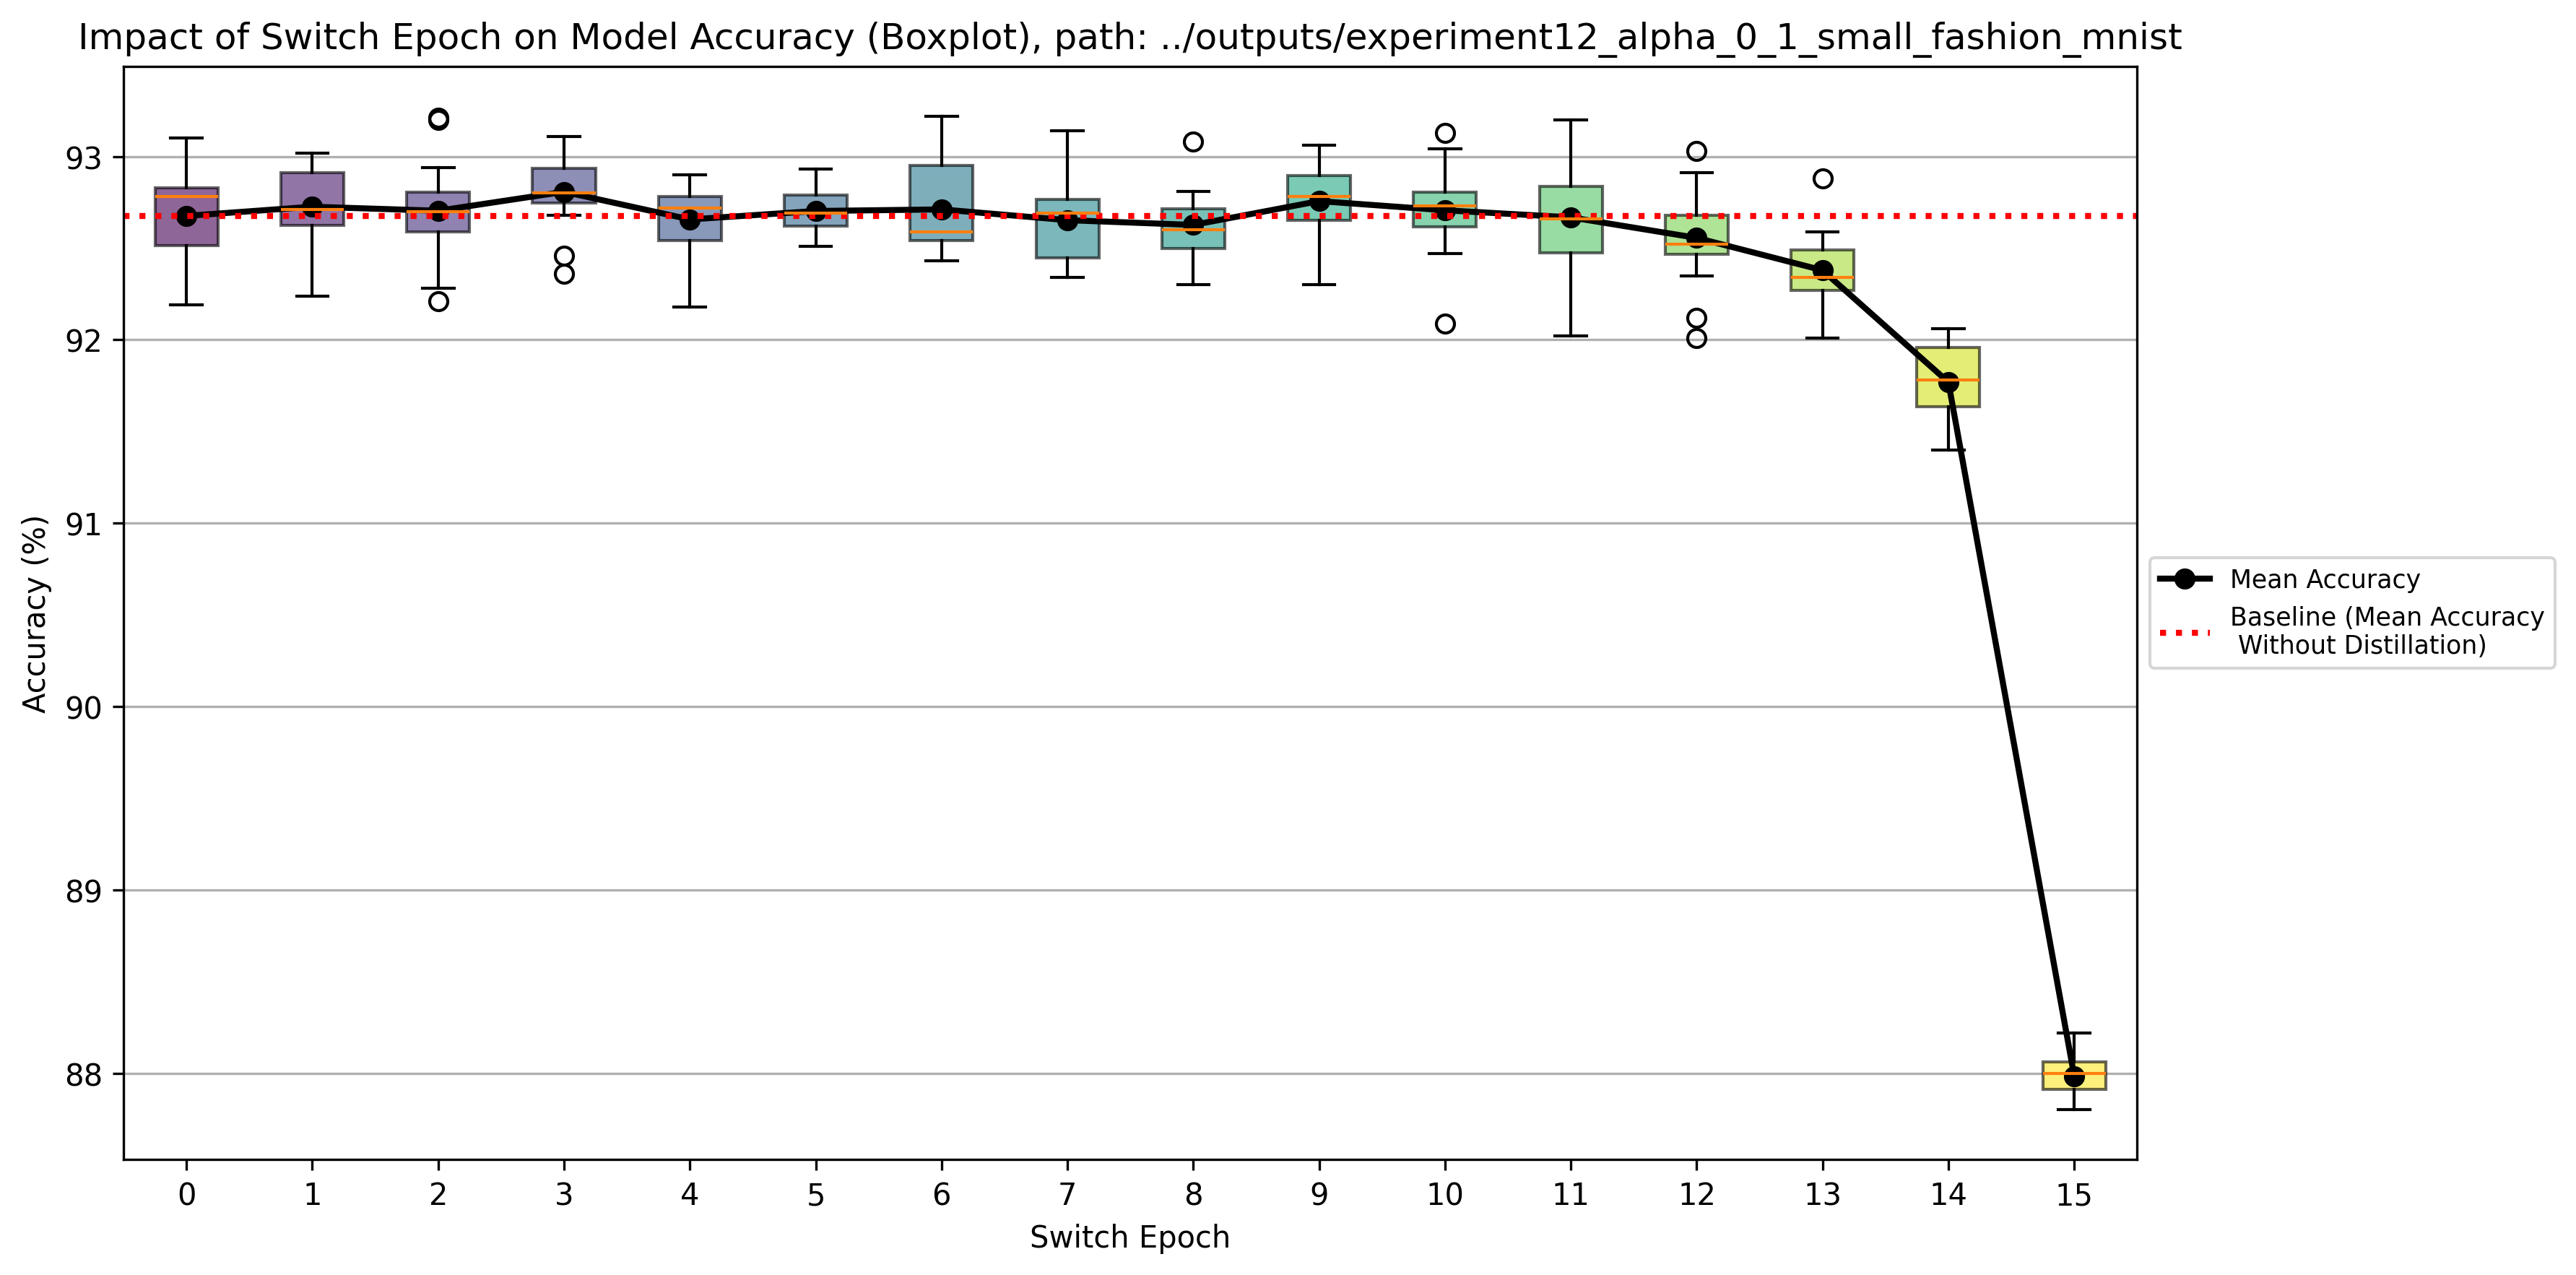 Impact of Switch Epoch on Model Accuracy (Boxplot), path: ../outputs/experiment12_alpha_0_1_small_fashion_mnist
Accuracy (%)
93
92
91
90
89
88
0 1 2 3 4 5 6 7 8 9 10 11 12 13 14 15
Switch Epoch
Mean Accuracy
Baseline (Mean Accuracy
Without Distillation)